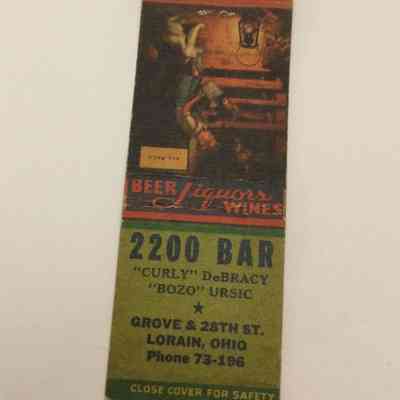 BEER Liquors WINES
2200 BAR
"CURLY" DeBRACY
"BOZO" URSIC
GROVE & 28TH ST.
LORAIN, OHIO
Phone 73-196
CLOSE COVER FOR SAFETY